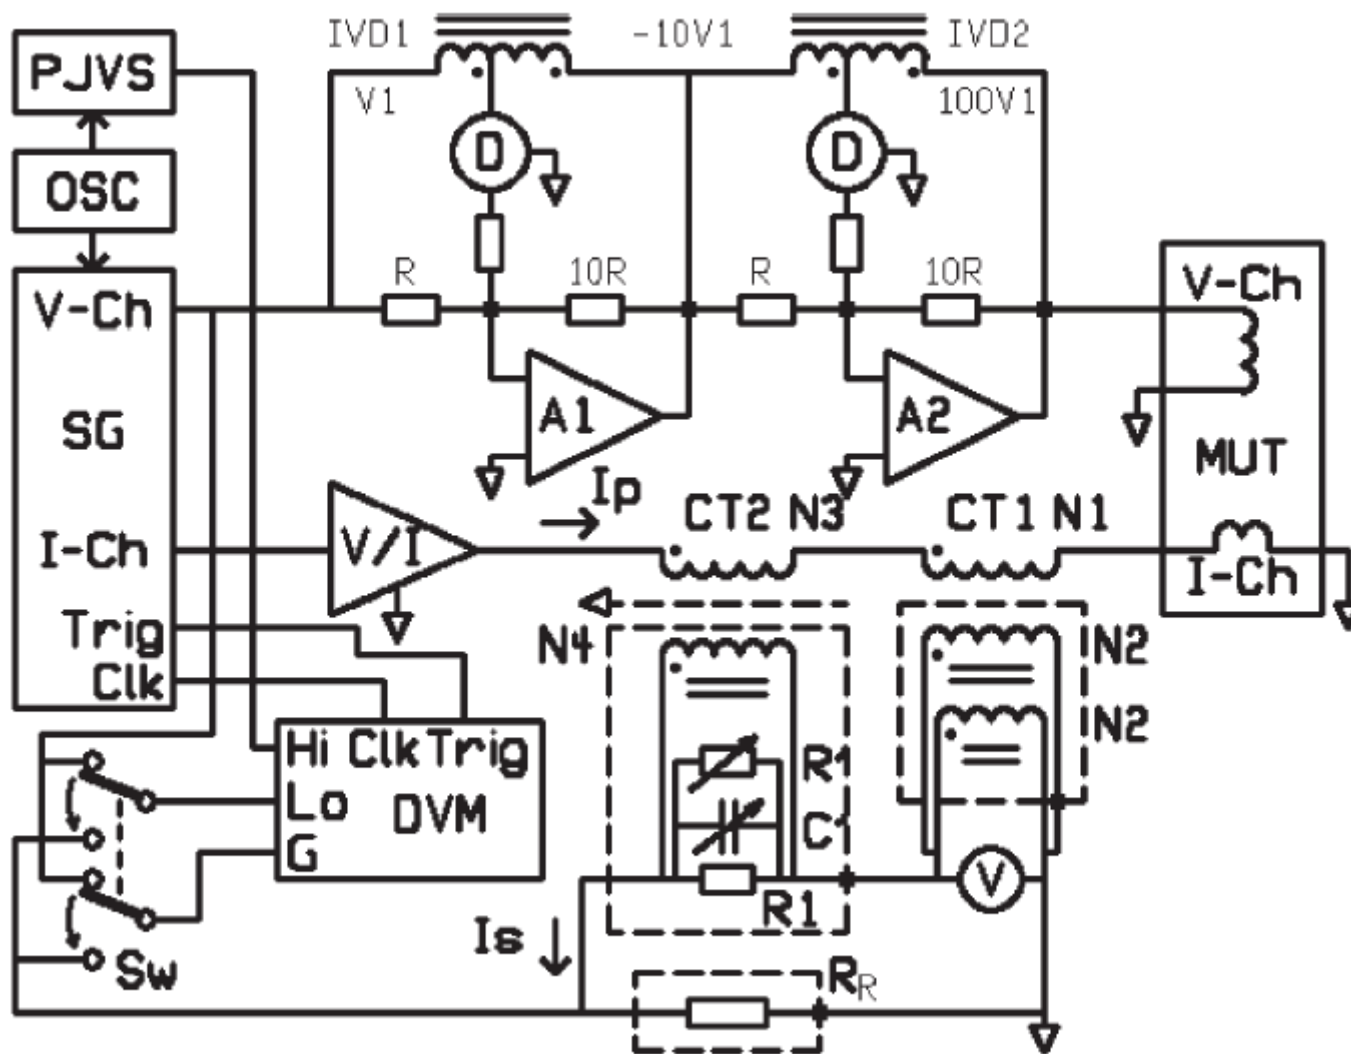 IVD1
-10V1
IVD2
PJVS
V1
100V1
D
D
OSC
R
10R
R
10R
V-Ch
V-Ch
SG
A1
A2
MUT
Ip
CT2 N3
CT1 N1
I-Ch
V/I
I-Ch
Trig
Clk
N4
N2
N2
Hi Clk Trig
Lo
DVM
G
R1
C1
V
R1
Is
Sw
RR